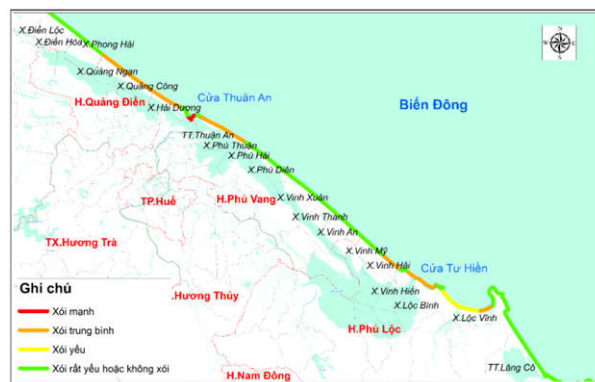 X.Điền Lộc
X.Điền Hòa
X.Phong Hải
X.Quảng Ngạn
X.Quảng Công
H.Quảng Điền
X.Hải Dương
Cửa Thuận An
Biển Đông
TT.Thuận An
X.Phú Thuận
X.Phú Hải
X.Phú Diên
TP.Huế
H.Phú Vang
X.Vinh Xuân
X.Vinh Thanh
X.Vinh An
TX.Hương Trà
X.Vinh Mỹ
X.Vinh Hải
Cửa Tư Hiền
.Hương Thủy
X.Vinh Hiền
X.Lộc Bình
X.Lộc Vĩnh
H.Phú Lộc
TT.Lăng Cô
H.Nam Đông
Ghi chú
Xói mạnh
Xói trung bình
Xói yếu
Xói rất yếu hoặc không xói